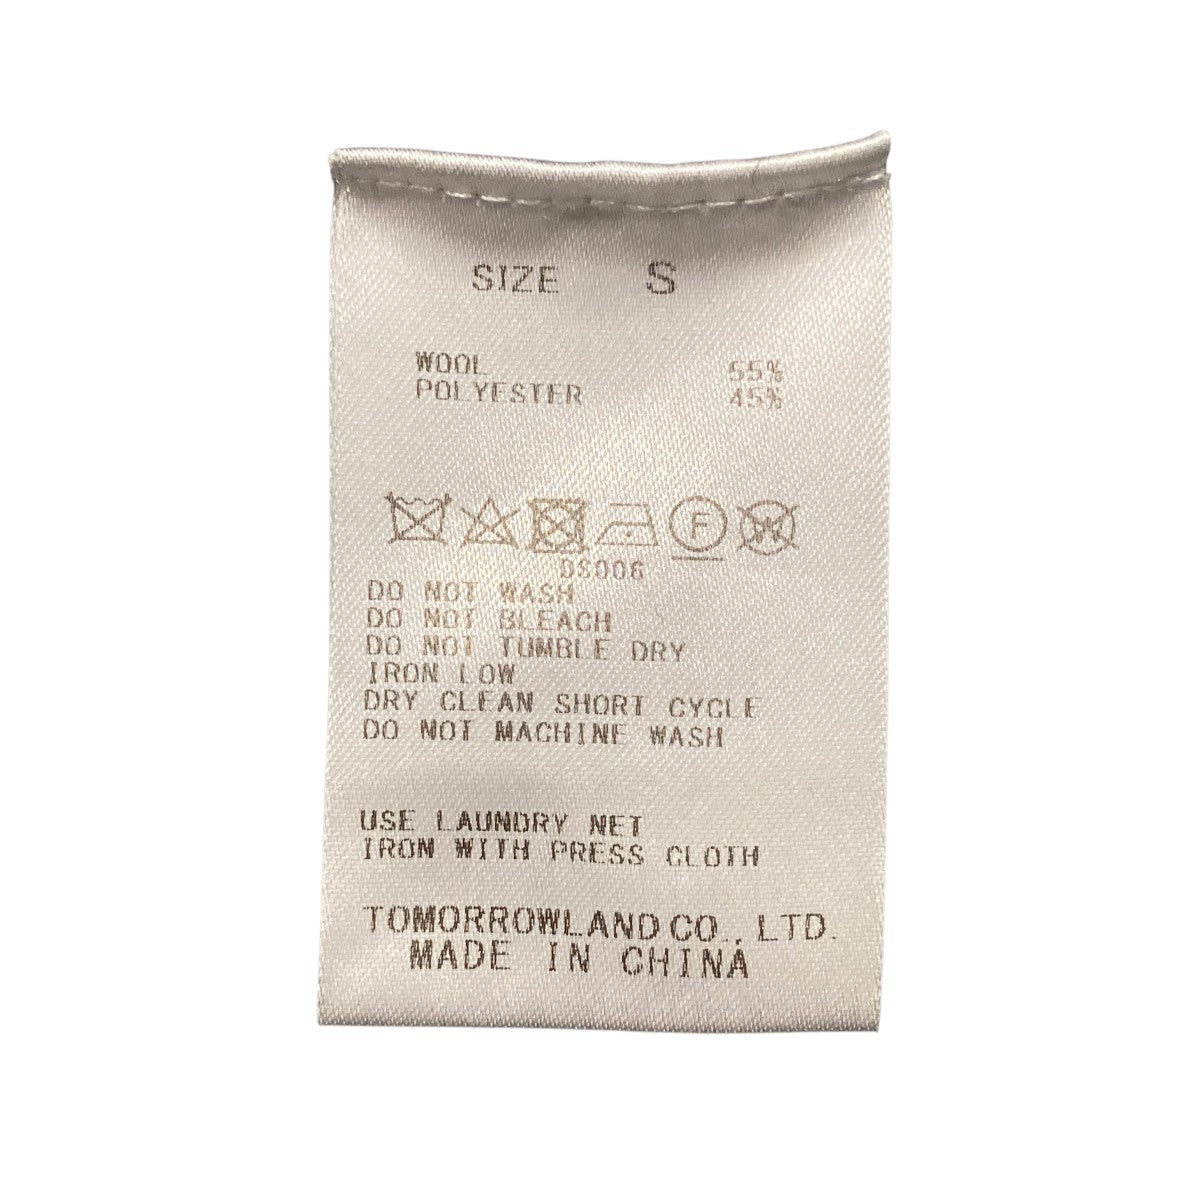 SIZE S
WOOL 55%
POLYESTER 45%
F W
DS006
DO NOT WASH
DO NOT BLEACH
DO NOT TUMBLE DRY
IRON LOW
DRY CLEAN SHORT CYCLE
DO NOT MACHINE WASH
USE LAUNDRY NET
IRON WITH PRESS CLOTH
TOMORROWLAND CO., LTD.
MADE IN CHINA